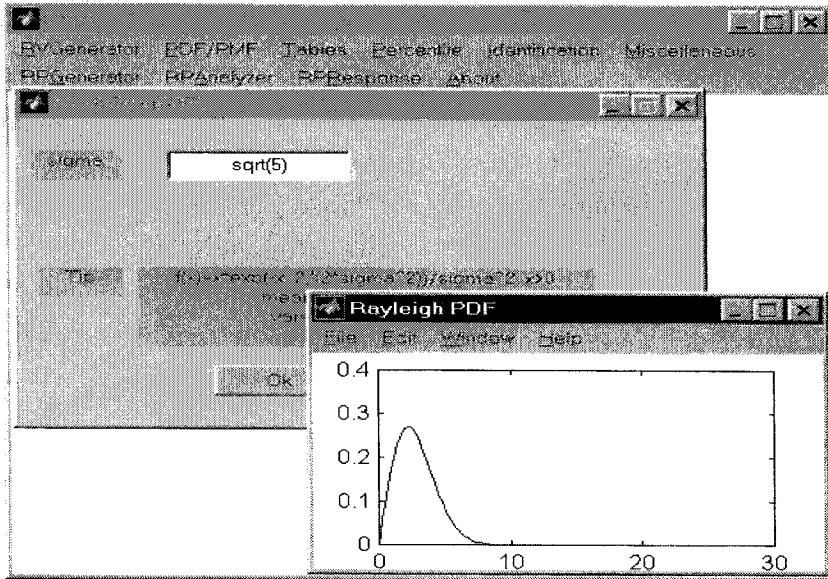 RVGenerator PDF/PMF Tables Percentile Identification Miscellaneous
RPGenerator RPAnalyzer RPResponse About
sigma
sqrt(5)
Tip
Rayleigh PDF
File Edit Window Help
Ok
0.4
0.3
0.2
0.1
0
0 10 20 30